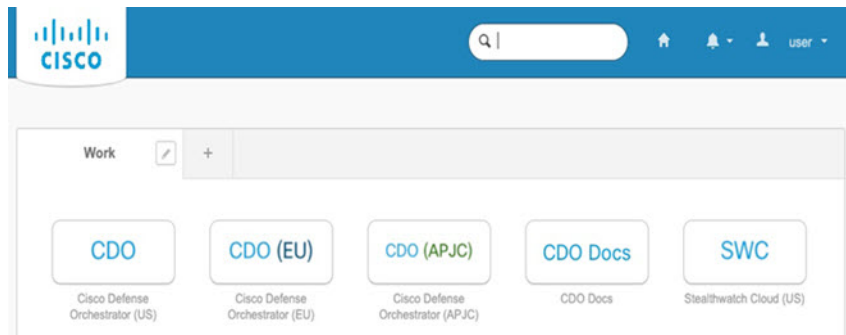 CISCO
user
Work
+
CDO
CDO (EU)
CDO (APJC)
CDO Docs
SWC
Cisco Defense
Orchestrator (US)
Cisco Defense
Orchestrator (EU)
Cisco Defense
Orchestrator (APJC)
CDO Docs
Stealthwatch Cloud (US)